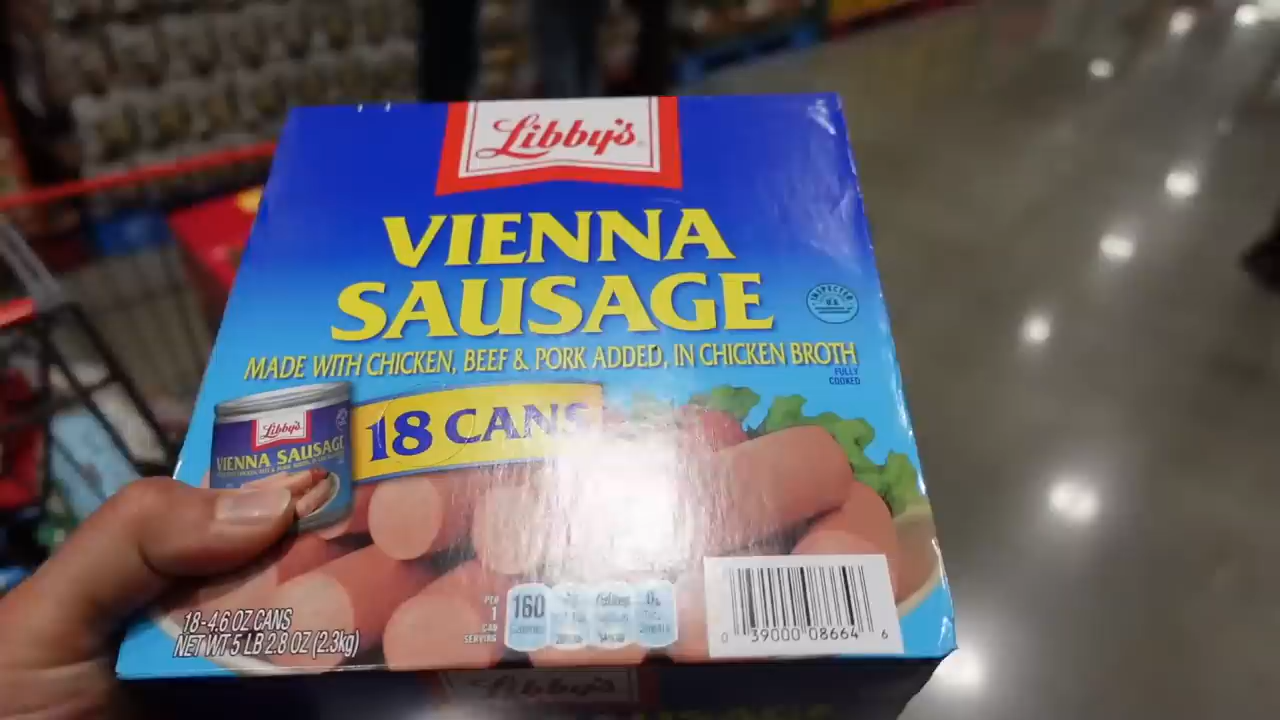 Libby's
VIENNA
SAUSAGE
INSPECTED
U.S.
MADE WITH CHICKEN, BEEF & PORK ADDED, IN CHICKEN BROTH
FULLY
COOKED
18 CANS
Libby's
VIENNA SAUSAGE
18-4.6 OZ CANS
NET WT 5 LB 2.8 OZ (2.3kg)
PER
1
CAN
SERVING
160
0 39000 08664 6
Libby's